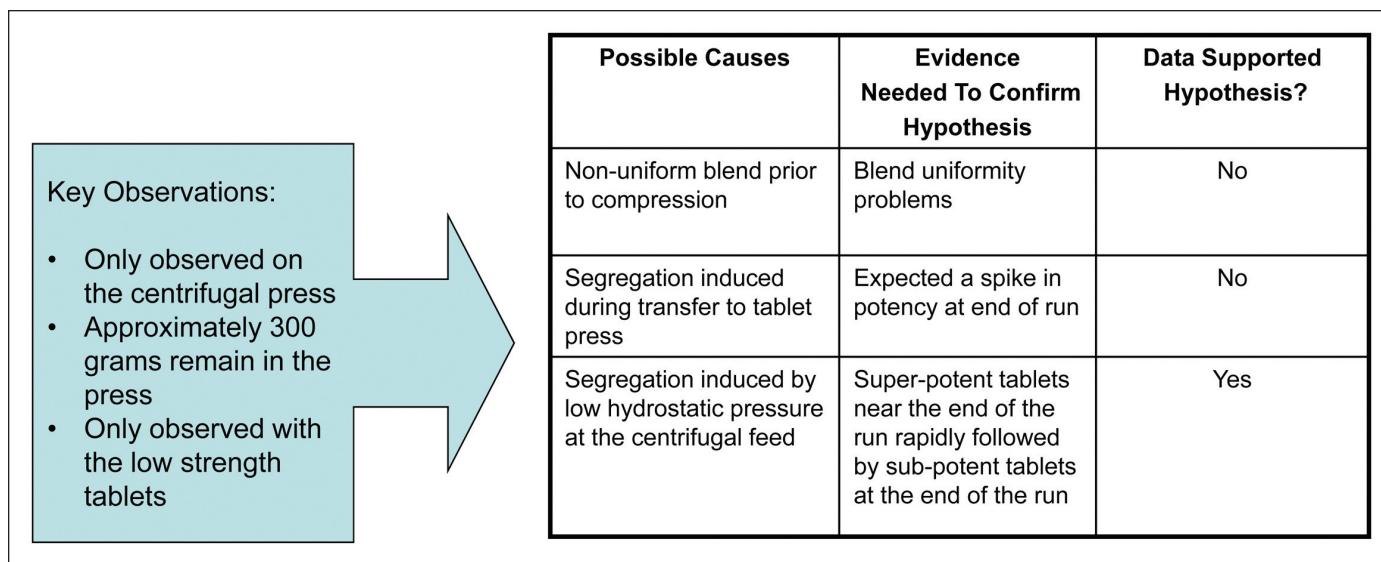 Key Observations:
• Only observed on
the centrifugal press
• Approximately 300
grams remain in the
press
• Only observed with
the low strength
tablets
Possible Causes
Evidence
Needed To Confirm
Hypothesis
Data Supported
Hypothesis?
Non-uniform blend prior
to compression
Blend uniformity
problems
No
Segregation induced
during transfer to tablet
press
Expected a spike in
potency at end of run
No
Segregation induced by
low hydrostatic pressure
at the centrifugal feed
Super-potent tablets
near the end of the
run rapidly followed
by sub-potent tablets
at the end of the run
Yes